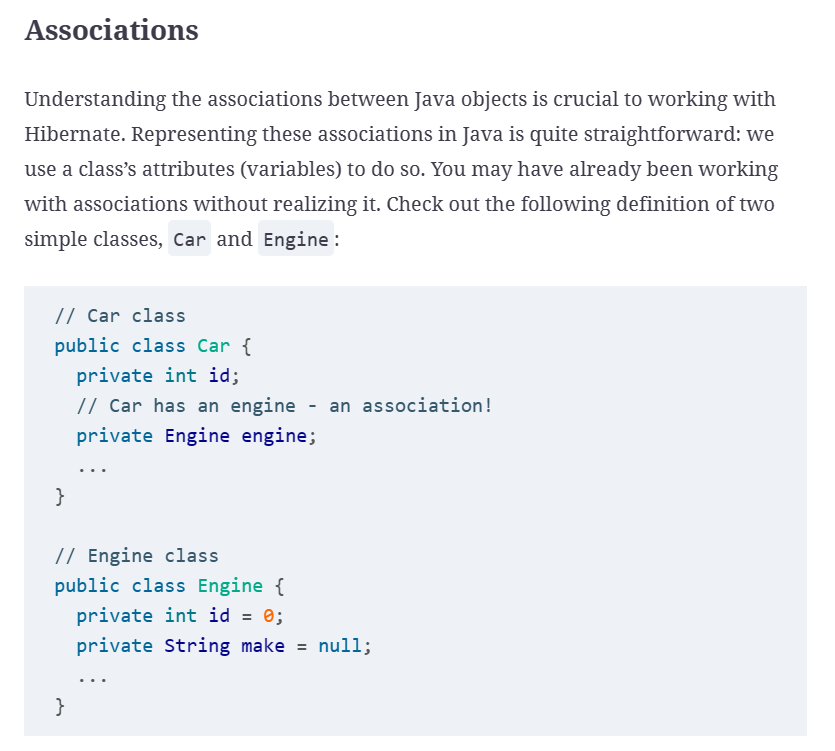 Associations
Understanding the associations between Java objects is crucial to working with
Hibernate. Representing these associations in Java is quite straightforward: we
use a class’s attributes (variables) to do so. You may have already been working
with associations without realizing it. Check out the following definition of two
simple classes, Car and Engine:
// Car class
public class Car {
  private int id;
  // Car has an engine - an association!
  private Engine engine;
  ...
}
// Engine class
public class Engine {
  private int id = 0;
  private String make = null;
  ...
}